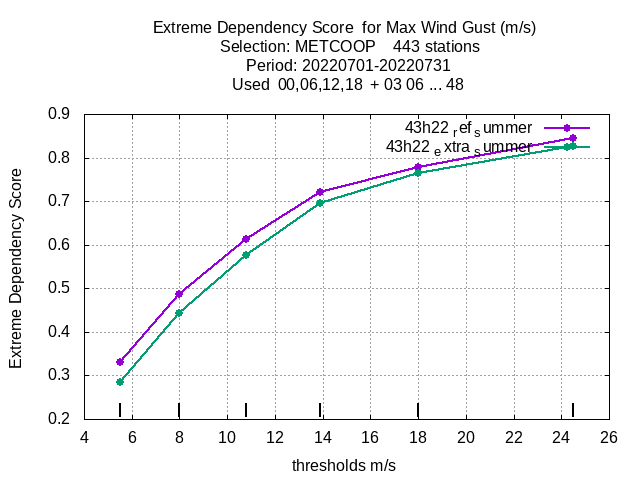 Extreme Dependency Score for Max Wind Gust (m/s)
Selection: METCOOP 443 stations
Period: 20220701-20220731
Used 00,06,12,18 + 03 06 ... 48
43h22 ref summer
43h22 extra summer
Extreme Dependency Score
0.9
0.8
0.7
0.6
0.5
0.4
0.3
0.2
4 6 8 10 12 14 16 18 20 22 24 26
thresholds m/s